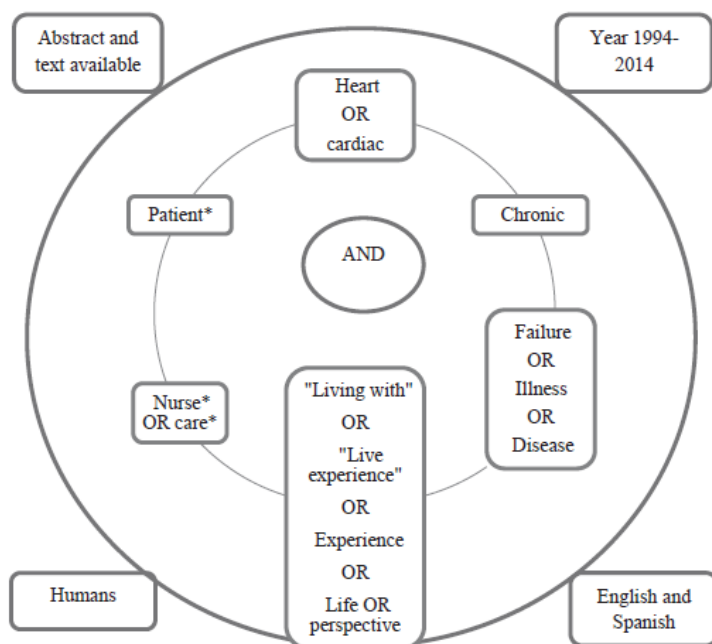 Abstract and
text available
Year 1994-
2014
Heart
OR
cardiac
Patient*
Chronic
AND
Failure
OR
Illness
OR
Disease
"Living with"
OR
"Live
experience"
OR
Experience
OR
Life OR
perspective
Nurse*
OR care*
Humans
English and
Spanish